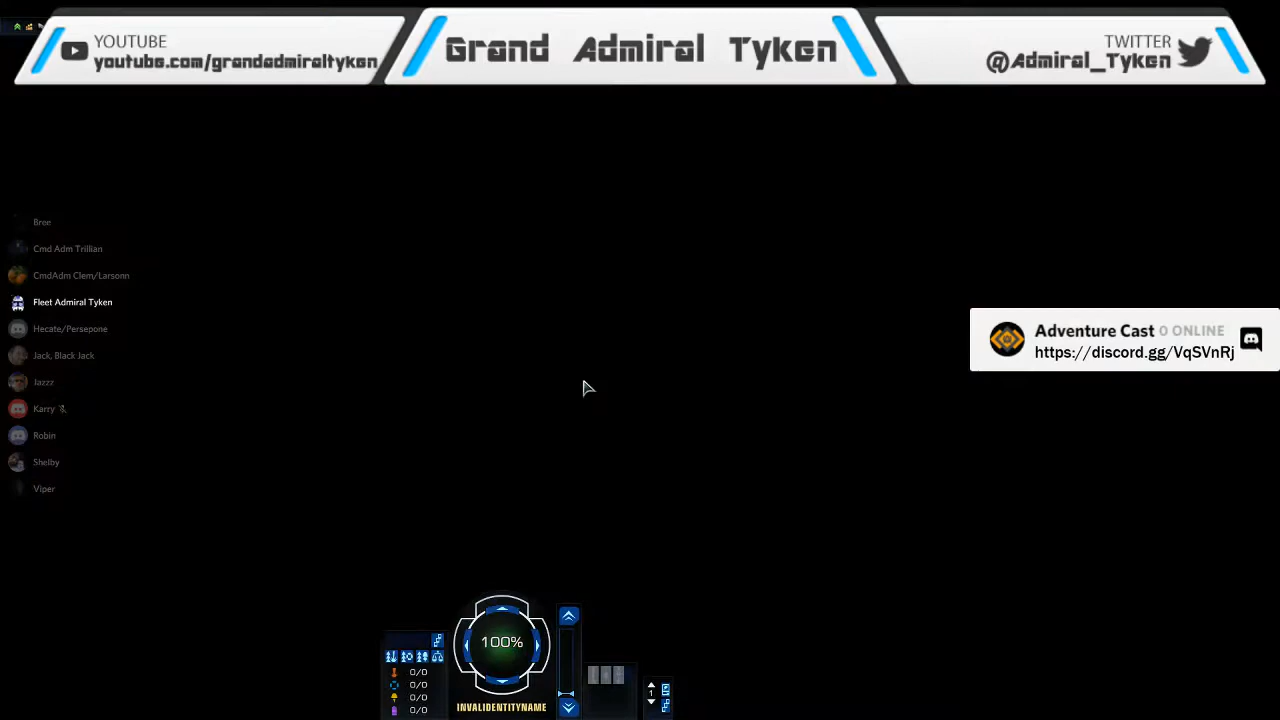 YOUTUBE
youtube.com/grandadmiraltyken
Grand Admiral Tyken
TWITTER
@Admiral_Tyken
Bree
Cmd Adm Trillian
CmdAdm Clem/Larsonn
Fleet Admiral Tyken
Hecate/Persepone
Jack, Black Jack
Jazzz
Karry
Robin
Shelby
Viper
Adventure Cast 0 ONLINE
https://discord.gg/VqSVnRj
100%
0/0
0/0
0/0
0/0
INVALIDENTITYNAME
1